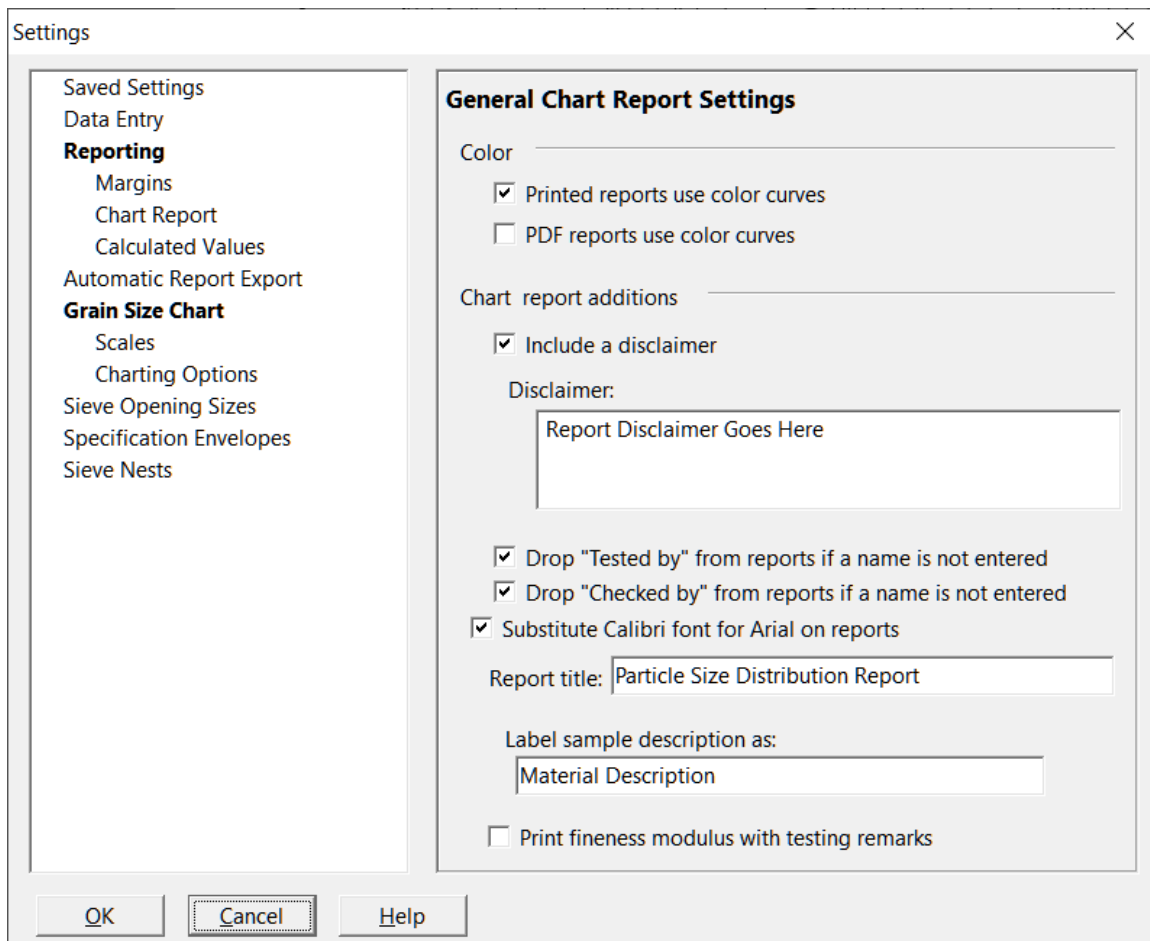 Settings
Saved Settings
Data Entry
Reporting
Margins
Chart Report
Calculated Values
Automatic Report Export
Grain Size Chart
Scales
Charting Options
Sieve Opening Sizes
Specification Envelopes
Sieve Nests
General Chart Report Settings
Color
Printed reports use color curves
PDF reports use color curves
Chart report additions
Include a disclaimer
Disclaimer:
Report Disclaimer Goes Here
Drop "Tested by" from reports if a name is not entered
Drop "Checked by" from reports if a name is not entered
Substitute Calibri font for Arial on reports
Report title: Particle Size Distribution Report
Label sample description as:
Material Description
Print fineness modulus with testing remarks
OK Cancel Help